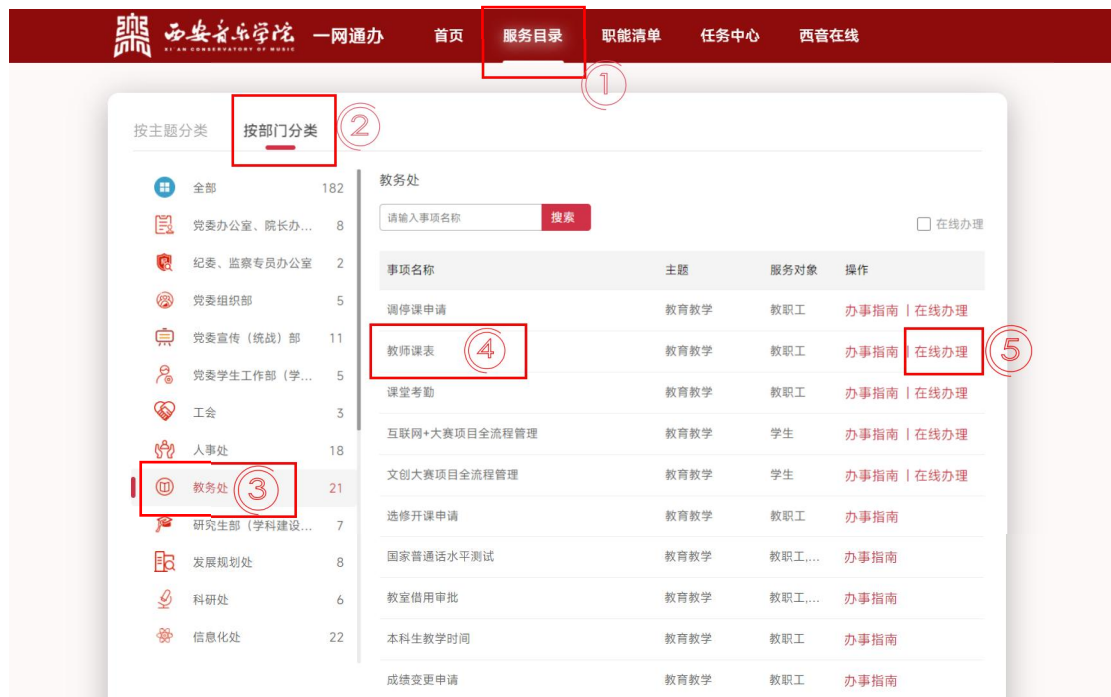 西安音乐学院 一网通办 首页 服务目录 职能清单 任务中心 西音在线
XI'AN CONSERVATORY OF MUSIC
①
按主题分类 按部门分类 ②
全部 182
党委办公室、院长办... 8
纪委、监察专员办公室 2
党委组织部 5
党委宣传（统战）部 11
党委学生工作部（学... 5
工会 3
人事处 18
教务处 ③ 21
研究生部（学科建设... 7
发展规划处 8
科研处 6
信息化处 22
教务处
请输入事项名称 搜索
在线办理
事项名称 主题 服务对象 操作
调停课申请 教育教学 教职工 办事指南 | 在线办理
教师课表 ④ 教育教学 教职工 办事指南 | 在线办理 ⑤
课堂考勤 教育教学 教职工 办事指南 | 在线办理
互联网+大赛项目全流程管理 教育教学 学生 办事指南 | 在线办理
文创大赛项目全流程管理 教育教学 学生 办事指南 | 在线办理
选修开课申请 教育教学 教职工 办事指南
国家普通话水平测试 教育教学 教职工,... 办事指南
教室借用审批 教育教学 教职工,... 办事指南
本科生教学时间 教育教学 教职工 办事指南
成绩变更申请 教育教学 教职工 办事指南